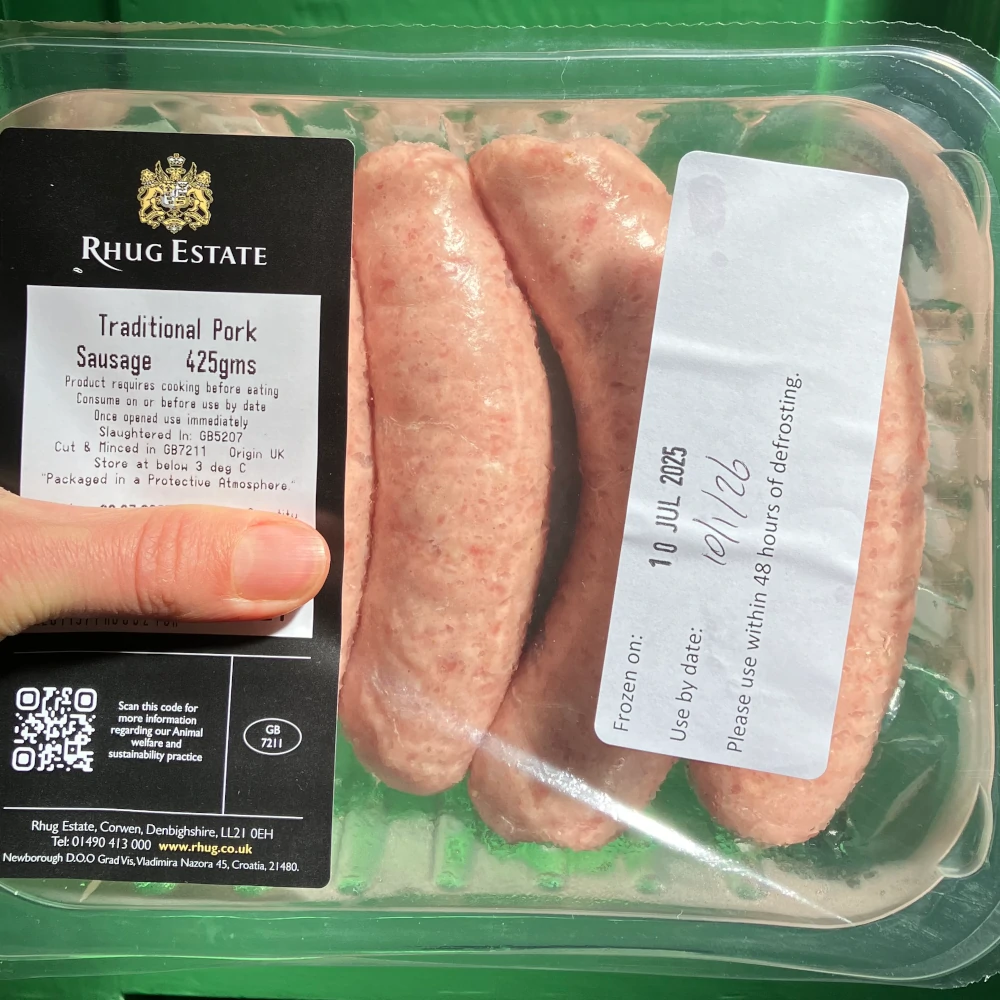 RHUG ESTATE
Traditional Pork
Sausage 425gms
Product requires cooking before eating
Consume on or before use by date
Once opened use immediately
Slaughtered In: GB5207
Cut & Minced in GB7211 Origin UK
Store at below 3 deg C
"Packaged in a Protective Atmosphere."
Scan this code for
more information
regarding our Animal
welfare and
sustainability practice
GB
7211
Rhug Estate, Corwen, Denbighshire, LL21 0EH
Tel: 01490 413 000 www.rhug.co.uk
Newborough D.O.O Grad Vis, Vladimira Nazora 45, Croatia, 21480.
Frozen on: 10 JUL 2025
Use by date: 10/1/26
Please use within 48 hours of defrosting.